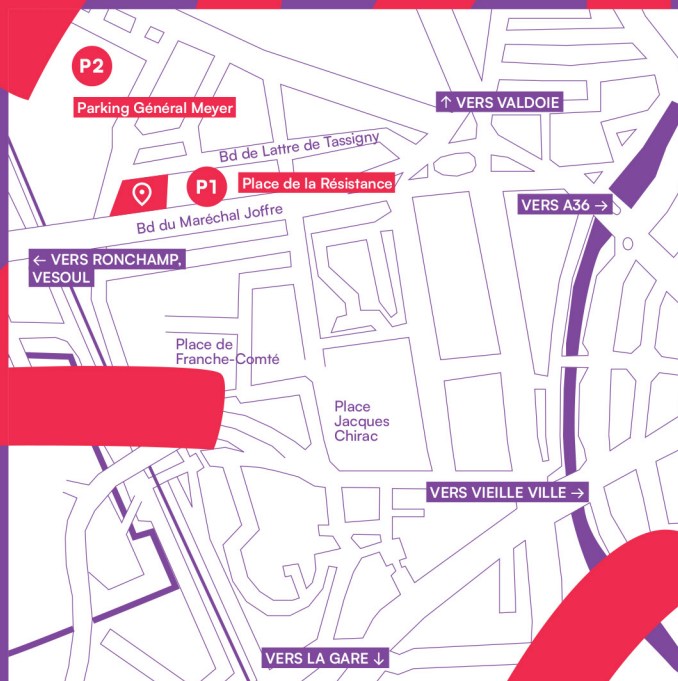 P2
Parking Général Meyer
↑ VERS VALDOIE
Bd de Lattre de Tassigny
P1
Place de la Résistance
VERS A36 →
Bd du Maréchal Joffre
← VERS RONCHAMP,
VESOUL
Place de
Franche-Comté
Place
Jacques
Chirac
VERS VIEILLE VILLE →
VERS LA GARE ↓